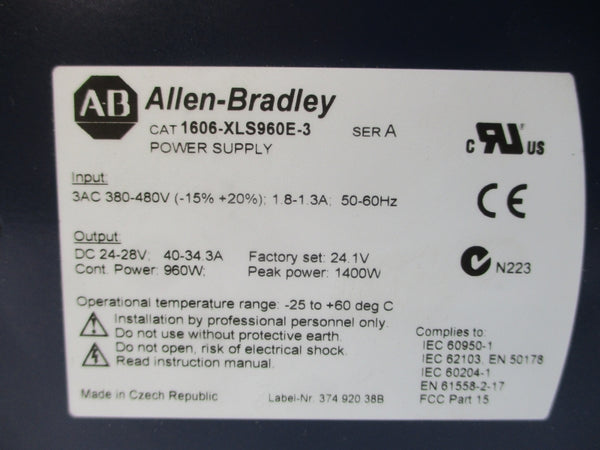 A-B Allen-Bradley
CAT 1606-XLS960E-3 SER A
POWER SUPPLY
c RU US
Input:
3AC 380-480V (-15% +20%); 1.8-1.3A; 50-60Hz
CE
Output:
DC 24-28V; 40-34.3A Factory set: 24.1V
Cont. Power: 960W; Peak power: 1400W
N223
Operational temperature range: -25 to +60 deg C
Installation by professional personnel only.
Do not use without protective earth.
Do not open, risk of electrical shock.
Read instruction manual.
Complies to:
IEC 60950-1
IEC 62103, EN 50178
IEC 60204-1
EN 61558-2-17
FCC Part 15
Made in Czech Republic Label-Nr. 374 920 38B